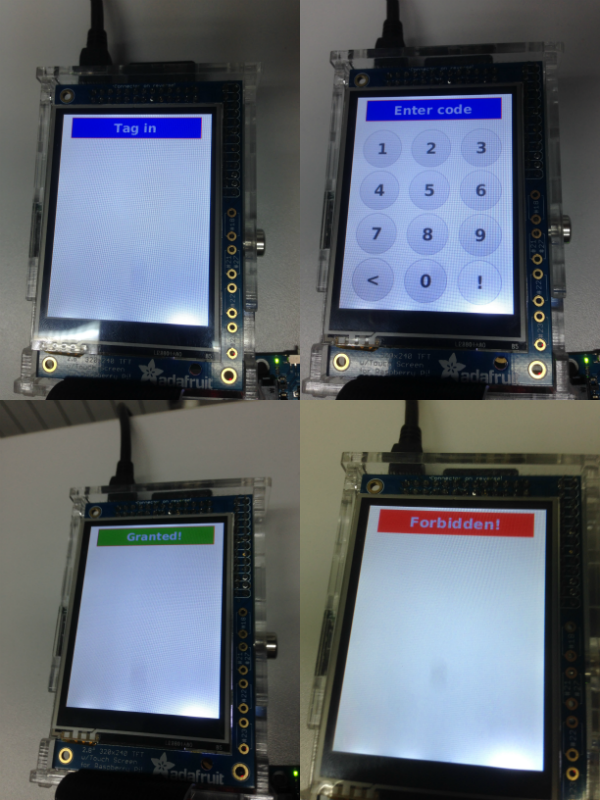 Tag in
adafruit
Enter code
1 2 3
4 5 6
7 8 9
< 0 !
adafruit
Granted!
2.8" 320x240 TFT
w/Touch Screen
for Raspberry Pi
adafruit
Forbidden!